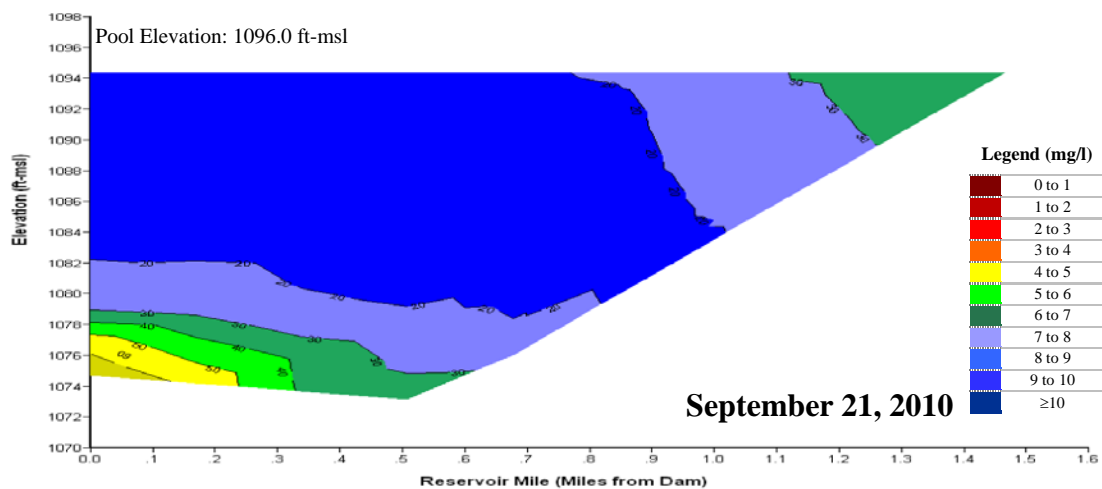 Pool Elevation: 1096.0 ft-msl
1098
1096
1094
1092
1090
1088
1086
1084
1082
1080
1078
1076
1074
1072
1070
Elevation (ft-msl)
Legend (mg/l)
0 to 1
1 to 2
2 to 3
3 to 4
4 to 5
5 to 6
6 to 7
7 to 8
8 to 9
9 to 10
≥10
September 21, 2010
0.0 .1 .2 .3 .4 .5 .6 .7 .8 .9 1.0 1.1 1.2 1.3 1.4 1.5 1.6
Reservoir Mile (Miles from Dam)